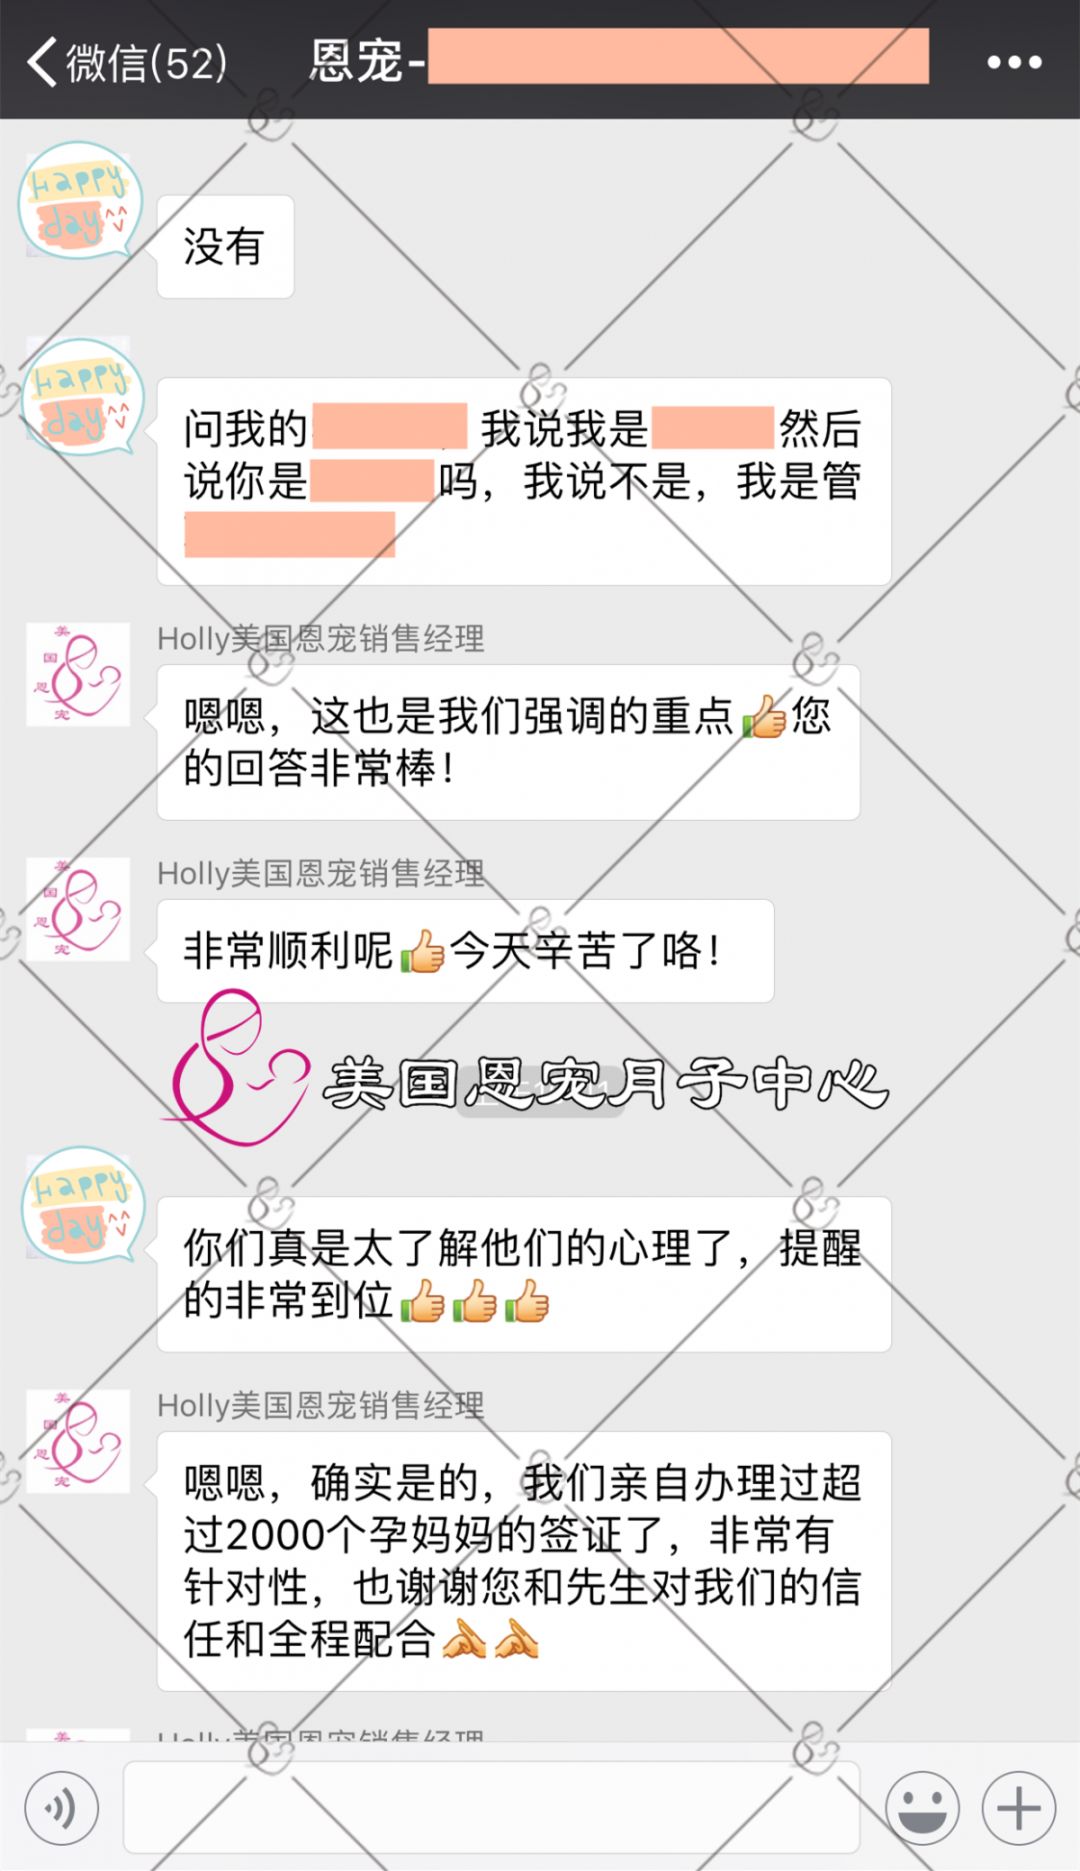 微信(52)
恩宠-
Happy
day
没有
Happy
day
问我的 我说我是 然后
说你是 吗，我说不是，我是管
美国恩宠
Holly美国恩宠销售经理
嗯嗯，这也是我们强调的重点👍您
的回答非常棒！
美国恩宠
Holly美国恩宠销售经理
非常顺利呢👍今天辛苦了咯！
美国恩宠月子中心
Happy
day
你们真是太了解他们的心理了，提醒
的非常到位👍👍👍
美国恩宠
Holly美国恩宠销售经理
嗯嗯，确实是的，我们亲自办理过超
过2000个孕妈妈的签证了，非常有
针对性，也谢谢您和先生对我们的信
任和全程配合🙏🙏
美
Holly美国恩宠销售经理